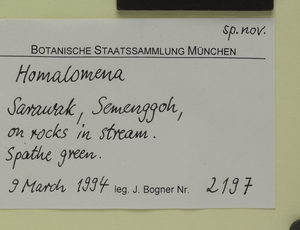 sp. nov.
BOTANISCHE STAATSSAMMLUNG MÜNCHEN
Homalomena
Sarawak, Semenggoh,
on rocks in stream.
Spathe green.
9 March 1994 leg. J. Bogner Nr. 2197